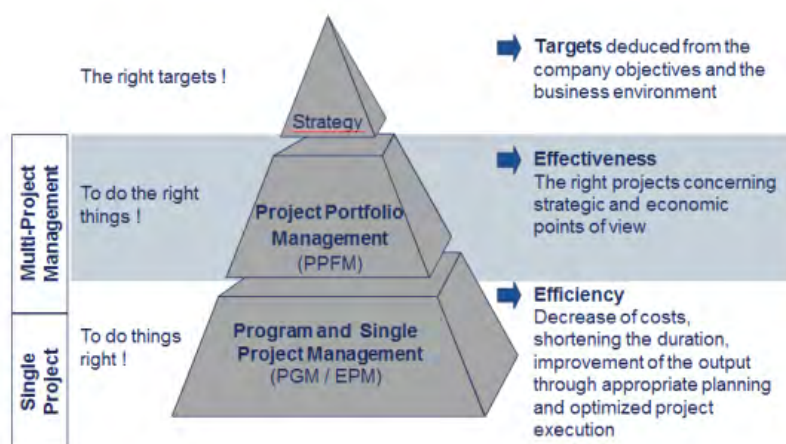 The right targets !
Strategy
Targets deduced from the
company objectives and the
business environment
Multi-Project
Management
To do the right
things !
Project Portfolio
Management
(PPFM)
Effectiveness
The right projects concerning
strategic and economic
points of view
Single
Project
To do things
right !
Program and Single
Project Management
(PGM / EPM)
Efficiency
Decrease of costs,
shortening the duration,
improvement of the output
through appropriate planning
and optimized project
execution